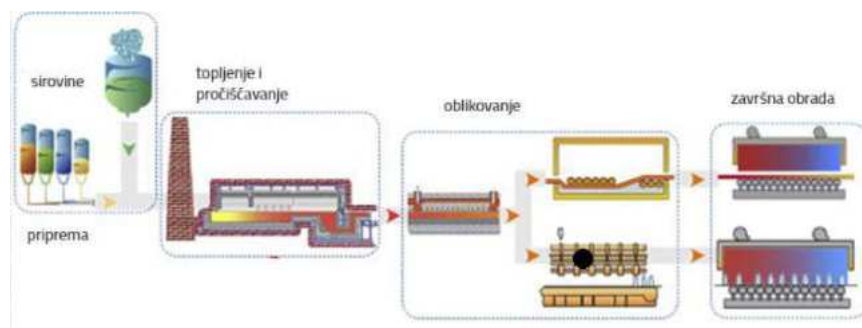 sirovine
priprema
topljenje i
pročišćavanje
oblikovanje
završna obrada